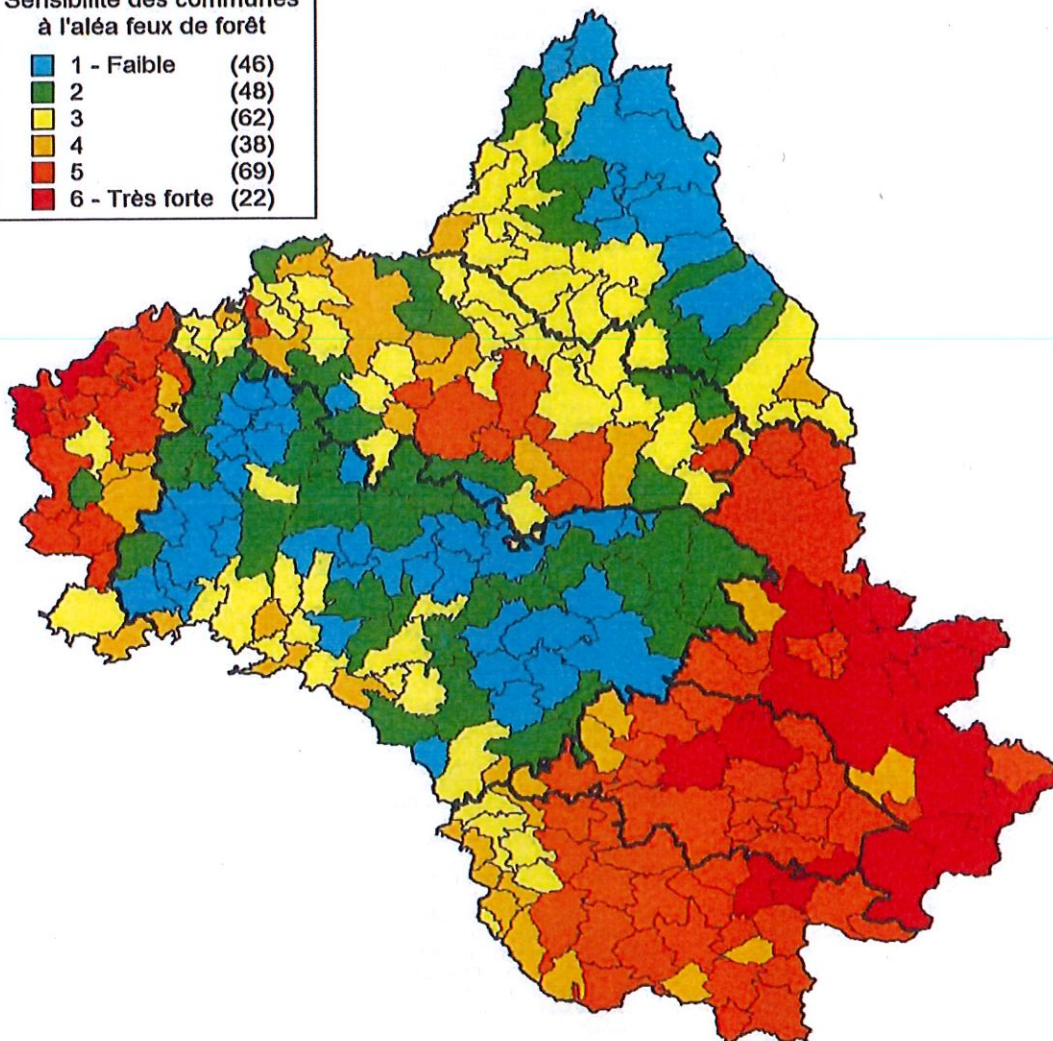 Sensibilité des communes
à l'aléa feux de forêt
1 - Faible (46)
2 (48)
3 (62)
4 (38)
5 (69)
6 - Très forte (22)